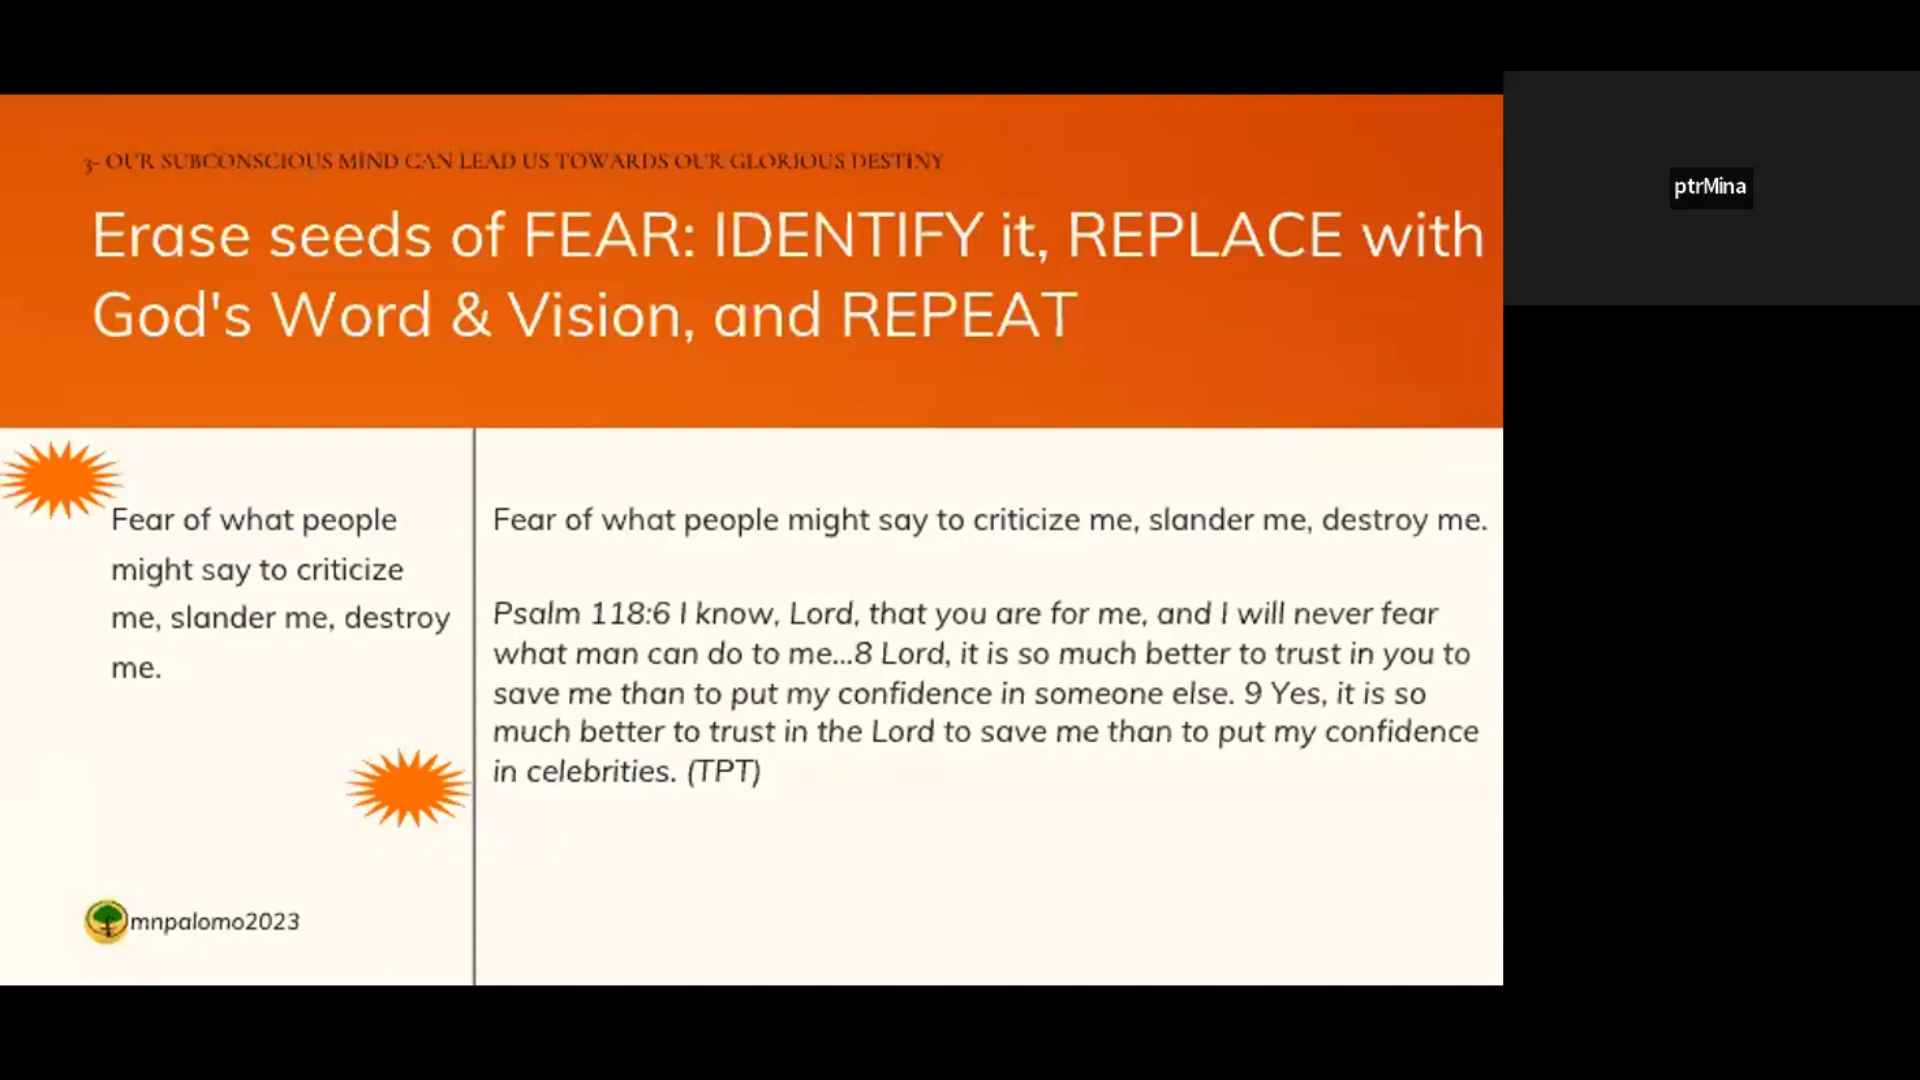 3- OUR SUBCONSCIOUS MIND CAN LEAD US TOWARDS OUR GLORIOUS DESTINY
Erase seeds of FEAR: IDENTIFY it, REPLACE with
God's Word & Vision, and REPEAT
ptrMina
Fear of what people
might say to criticize
me, slander me, destroy
me.
Fear of what people might say to criticize me, slander me, destroy me.
Psalm 118:6 I know, Lord, that you are for me, and I will never fear
what man can do to me...8 Lord, it is so much better to trust in you to
save me than to put my confidence in someone else. 9 Yes, it is so
much better to trust in the Lord to save me than to put my confidence
in celebrities. (TPT)
mnpalomo2023